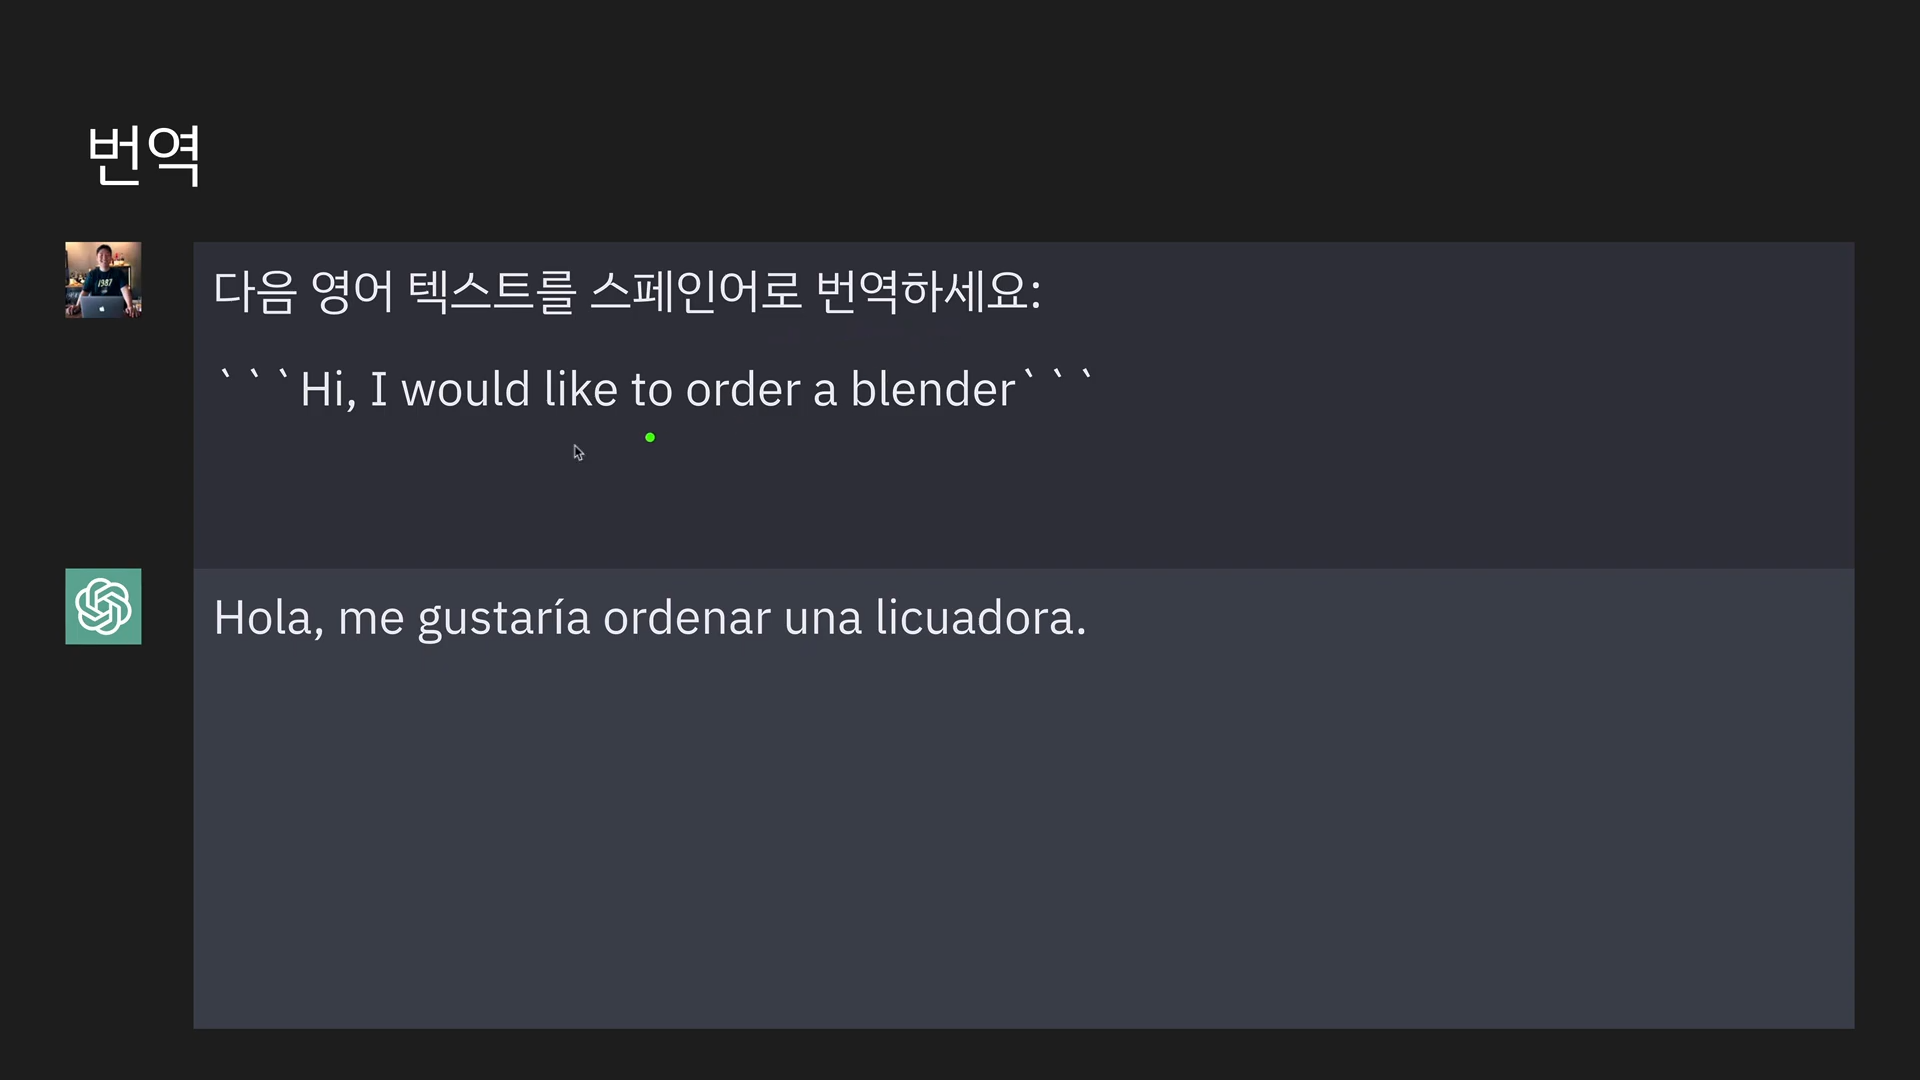 번역
다음 영어 텍스트를 스페인어로 번역하세요:
```Hi, I would like to order a blender```
Hola, me gustaría ordenar una licuadora.